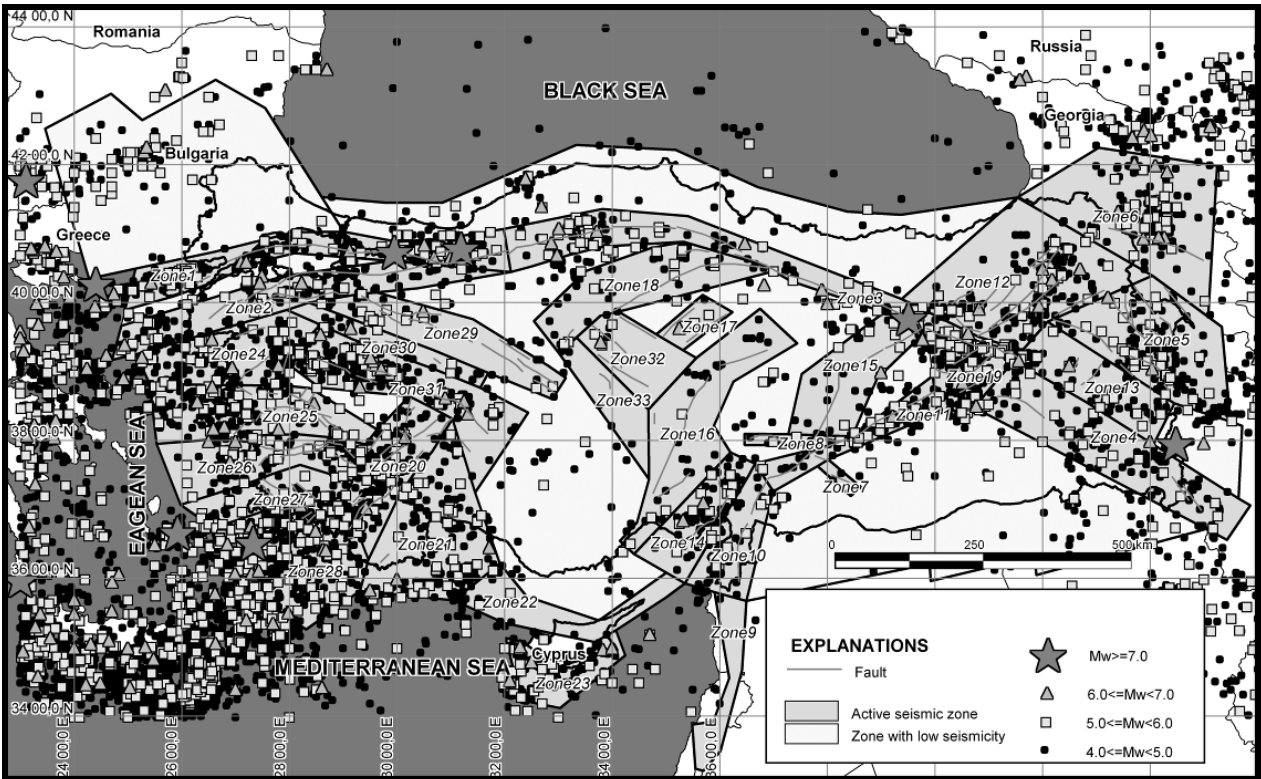 44 00,0 N
Romania
Russia
BLACK SEA
Georgia
42 00,0 N
Bulgaria
Greece
Zone6
Zone1
40 00,0 N
Zone18
Zone12
Zone3
Zone2
Zone29
Zone17
Zone5
Zone24
Zone30
Zone32
Zone15
Zone19
Zone31
Zone13
Zone33
Zone25
Zone11
38 00,0 N
Zone16
Zone8
Zone4
Zone26
Zone20
Zone7
EAGEAN SEA
Zone27
Zone21
Zone14
Zone10
0 250 500 km
36 00,0 N
Zone28
Zone22
Zone9
MEDITERRANEAN SEA
Cyprus
Zone23
34 00,0 N
24 00,0 E
26 00,0 E
28 00,0 E
30 00,0 E
32 00,0 E
34 00,0 E
36 00,0 E
EXPLANATIONS
Fault
Active seismic zone
Zone with low seismicity
Mw>=7.0
6.0<=Mw<7.0
5.0<=Mw<6.0
4.0<=Mw<5.0